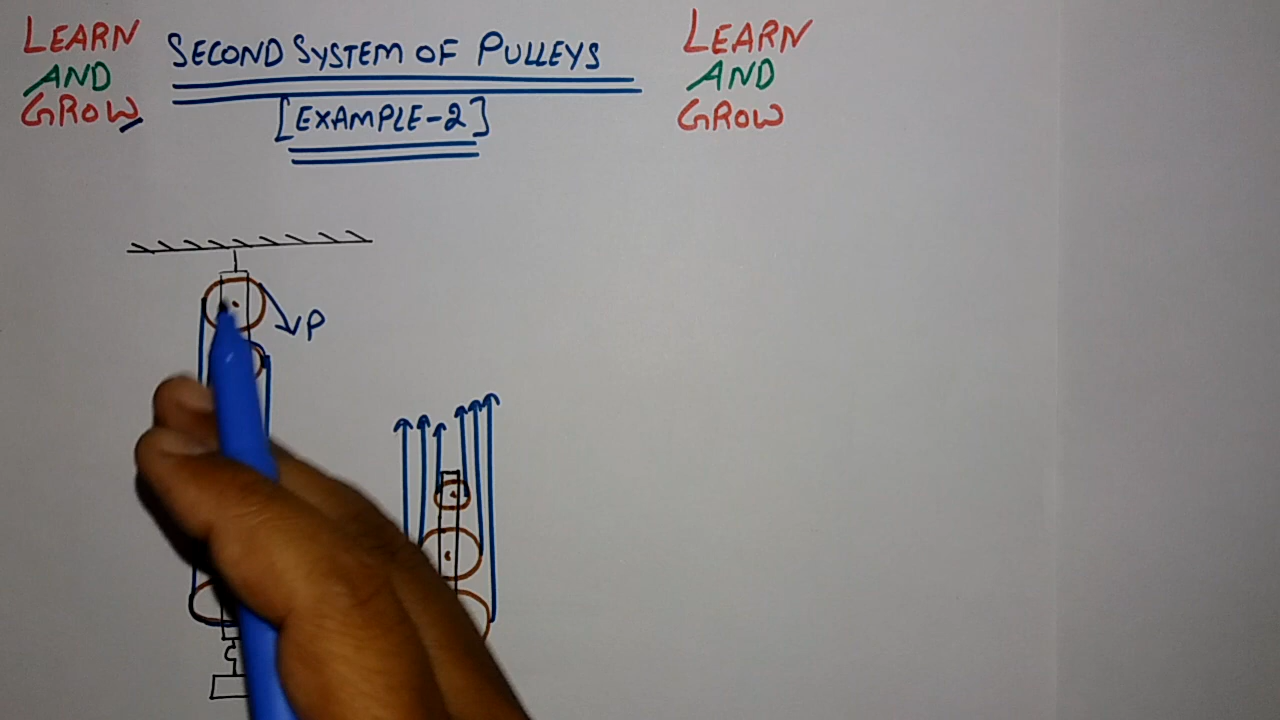 LEARN
AND
GROW
SECOND SYSTEM OF PULLEYS
[EXAMPLE-2]
LEARN
AND
GROW
P